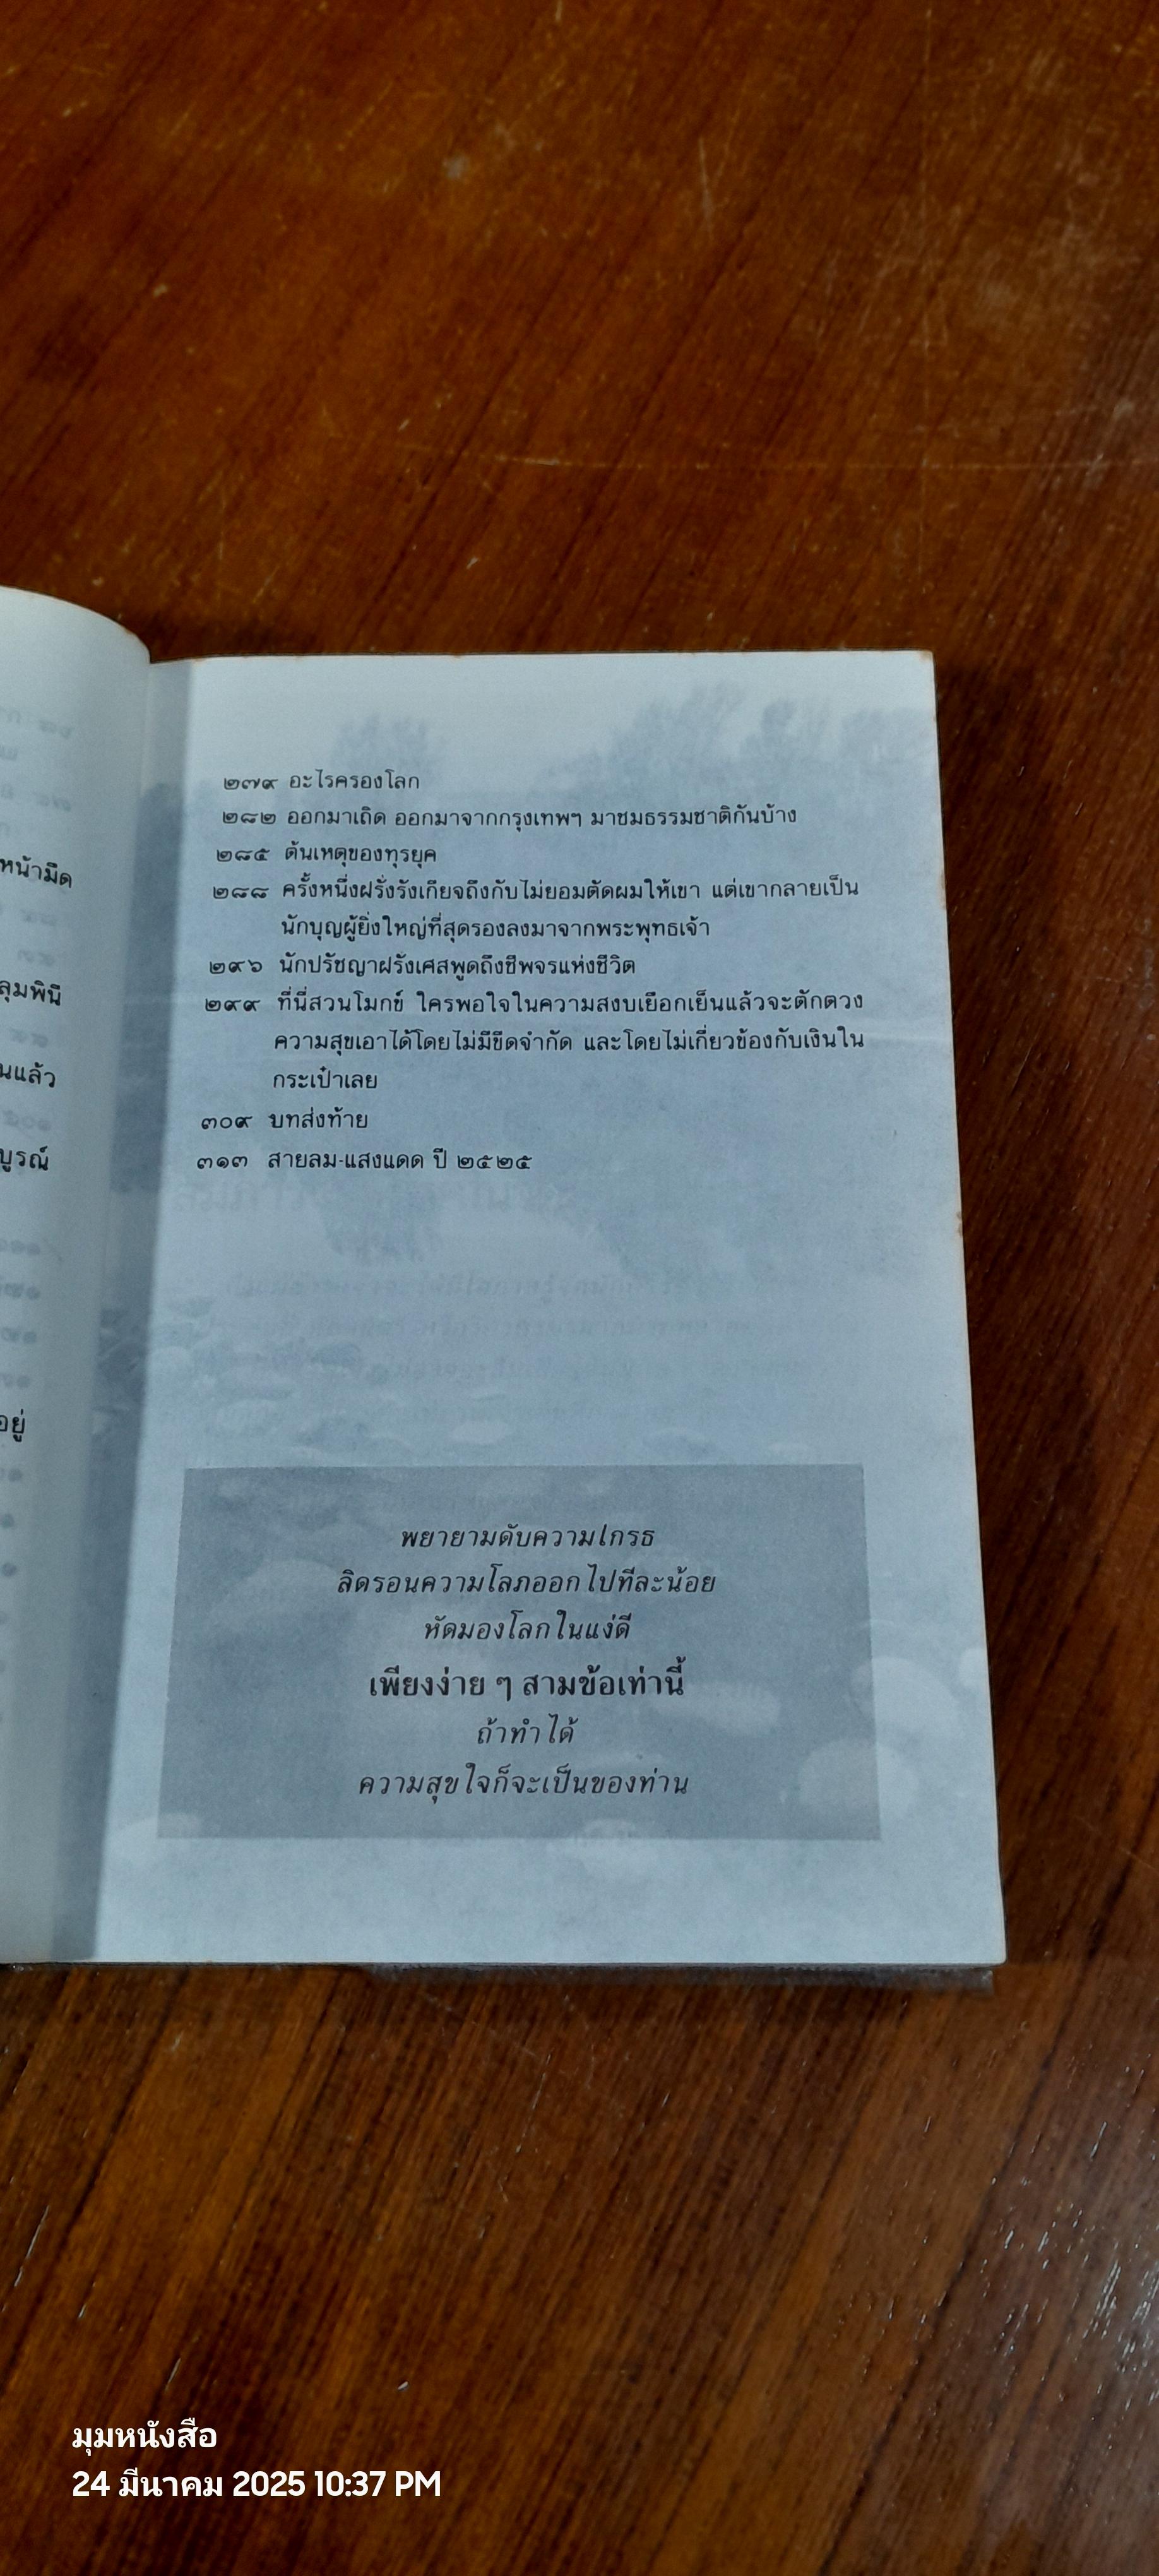 หน้ามืด
ลุมพินี
นแล้ว
บูรณ์
อยู่
๒๗๙ อะไรครองโลก
๒๘๒ ออกมาเถิด ออกมาจากกรุงเทพฯ มาชมธรรมชาติกันบ้าง
๒๘๕ ต้นเหตุของทุรยุค
๒๘๘ ครั้งหนึ่งฝรั่งรังเกียจถึงกับไม่ยอมตัดผมให้เขา แต่เขากลายเป็น
นักบุญผู้ยิ่งใหญ่ที่สุดรองลงมาจากพระพุทธเจ้า
๒๙๖ นักปรัชญาฝรั่งเศสพูดถึงชีพจรแห่งชีวิต
๒๙๙ ที่นี่สวนโมกข์ ใครพอใจในความสงบเยือกเย็นแล้วจะตักตวง
ความสุขเอาได้โดยไม่มีขีดจำกัด และโดยไม่เกี่ยวข้องกับเงินใน
กระเป๋าเลย
๓๐๙ บทส่งท้าย
๓๑๓ สายลม-แสงแดด ปี ๒๕๒๕
พยายามดับความโกรธ
ลิดรอนความโลภออกไปทีละน้อย
หัดมองโลกในแง่ดี
เพียงง่าย ๆ สามข้อเท่านี้
ถ้าทำได้
ความสุขใจก็จะเป็นของท่าน
มุมหนังสือ
24 มีนาคม 2025 10:37 PM